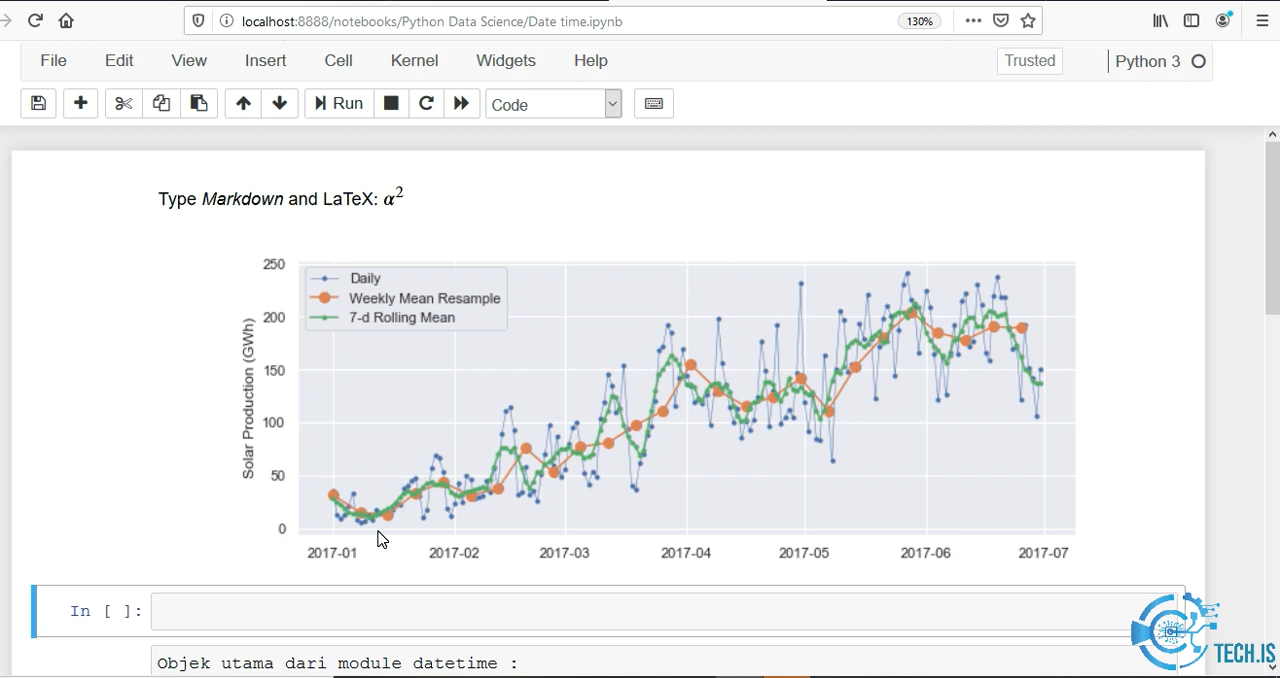 localhost:8888/notebooks/Python Data Science/Date time.ipynb
130%
File Edit View Insert Cell Kernel Widgets Help
Trusted
Python 3
Run
Code
Type Markdown and LaTeX: α²
Daily
Weekly Mean Resample
7-d Rolling Mean
Solar Production (GWh)
250
200
150
100
50
0
2017-01 2017-02 2017-03 2017-04 2017-05 2017-06 2017-07
In [ ]:
Objek utama dari module datetime :
TECH.IS